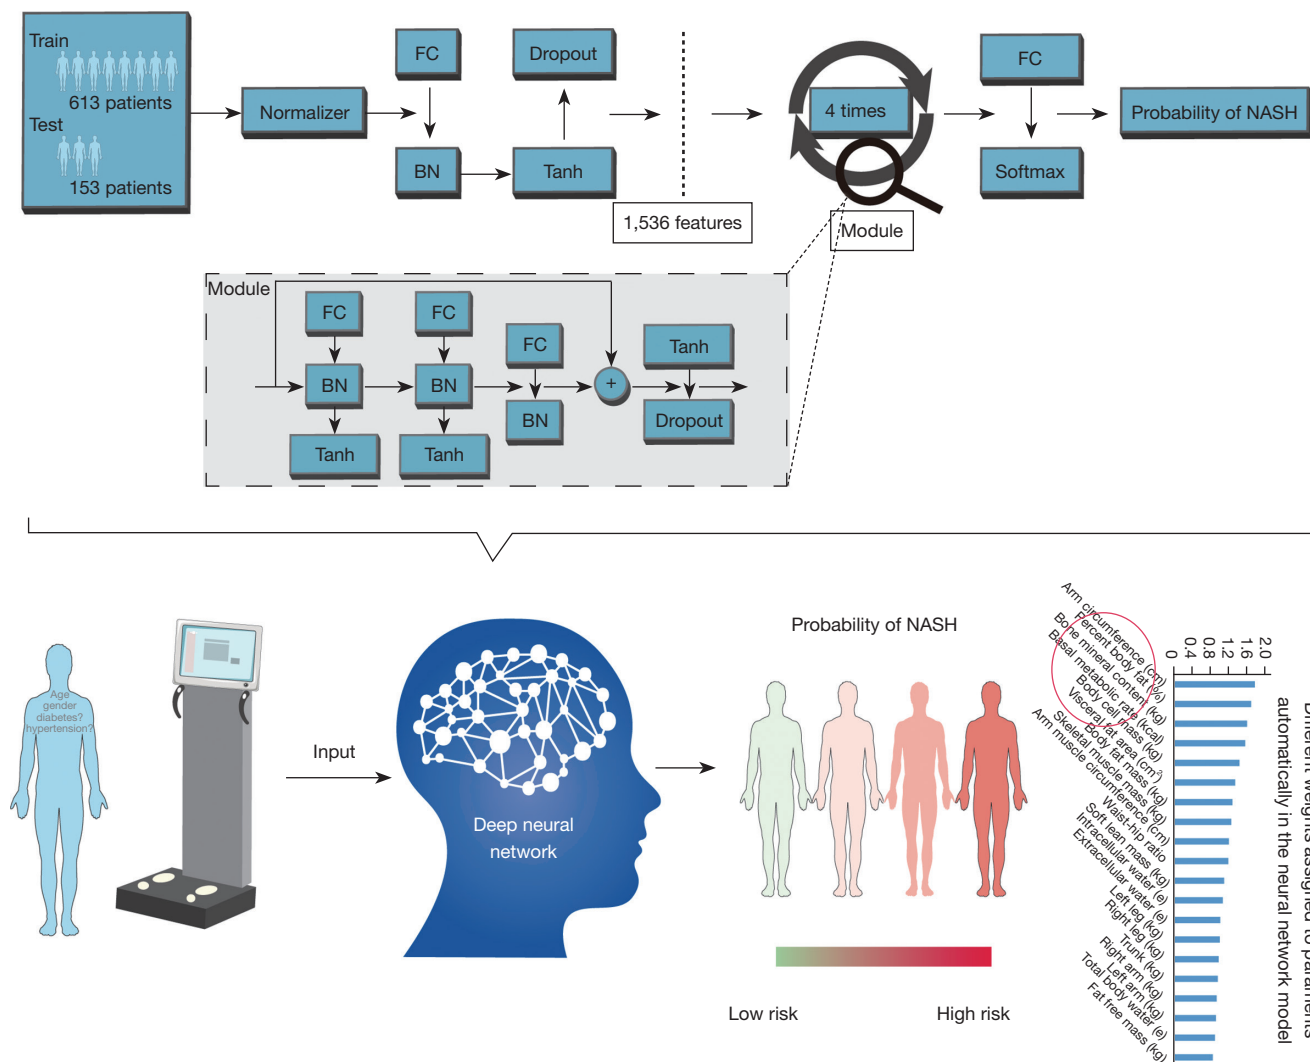 Train
613 patients
Test
153 patients
Normalizer
FC
BN
Dropout
Tanh
1,536 features
4 times
Module
FC
Softmax
Probability of NASH
Module
FC
BN
Tanh
FC
BN
Tanh
FC
BN
+
Tanh
Dropout
Age
gender
diabetes?
hypertension?
Input
Deep neural
network
Probability of NASH
Low risk
High risk
0
0.4
0.8
1.2
1.6
2.0
Arm circumference (cm)
Percent body fat (%)
Bone mineral content (kg)
Basal metabolic rate (kcal)
Body cell mass (kg)
Visceral fat area (cm²)
Body fat mass (kg)
Skeletal muscle mass (kg)
Arm muscle circumference (cm)
Waist-hip ratio
Soft lean mass (kg)
Intracellular water (e)
Extracellular water (e)
Left leg (kg)
Right leg (kg)
Trunk (kg)
Right arm (kg)
Left arm (kg)
Total body water (e)
Fat free mass (kg)
weights assigned to paraments
automatically in the neural network model